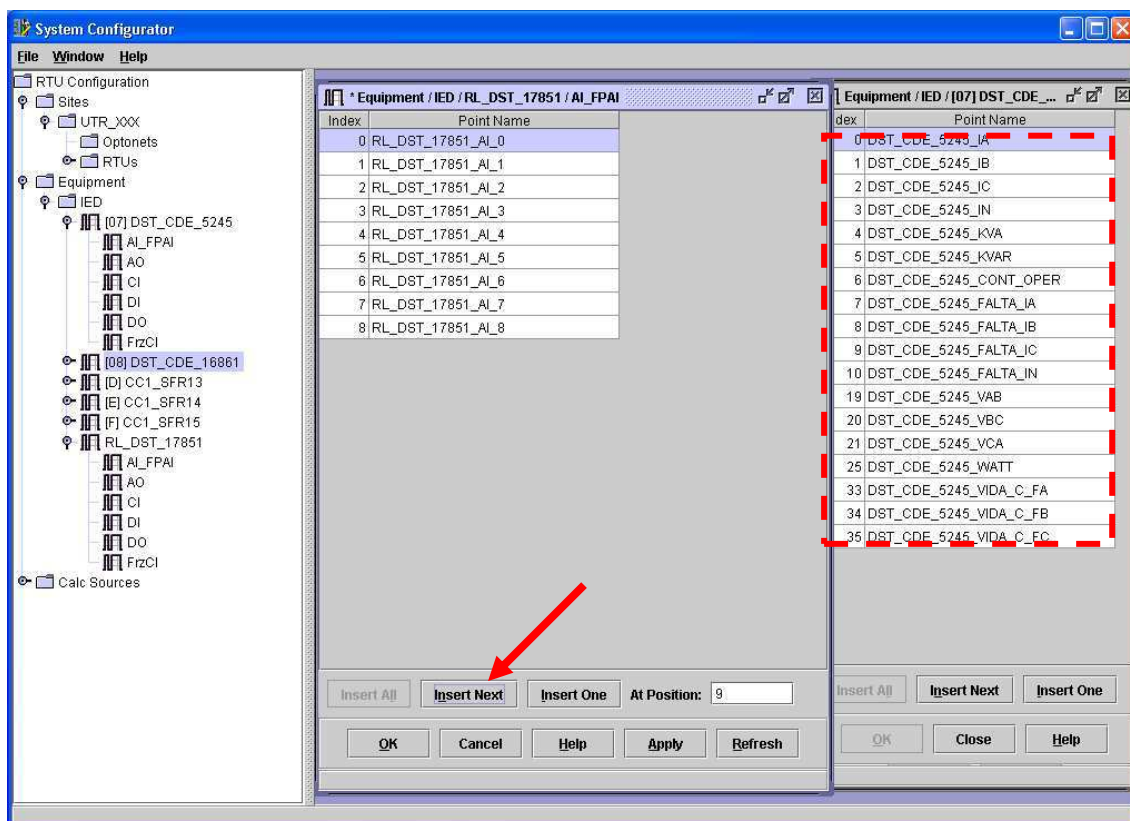 System Configurator
File Window Help
RTU Configuration
Sites
UTR_XXX
Optonets
RTUs
Equipment
IED
[07] DST_CDE_5245
AI_FPAI
AO
CI
DI
DO
FrzCI
[08] DST_CDE_16861
[D] CC1_SFR13
[E] CC1_SFR14
[F] CC1_SFR15
RL_DST_17851
AI_FPAI
AO
CI
DI
DO
FrzCI
Calc Sources
* Equipment / IED / RL_DST_17851 / AI_FPAI
Index Point Name
0 RL_DST_17851_AI_0
1 RL_DST_17851_AI_1
2 RL_DST_17851_AI_2
3 RL_DST_17851_AI_3
4 RL_DST_17851_AI_4
5 RL_DST_17851_AI_5
6 RL_DST_17851_AI_6
7 RL_DST_17851_AI_7
8 RL_DST_17851_AI_8
Insert All Insert Next Insert One At Position: 9
OK Cancel Help Apply Refresh
Equipment / IED / [07] DST_CDE_...
dex Point Name
0 DST_CDE_5245_IA
1 DST_CDE_5245_IB
2 DST_CDE_5245_IC
3 DST_CDE_5245_IN
4 DST_CDE_5245_KVA
5 DST_CDE_5245_KVAR
6 DST_CDE_5245_CONT_OPER
7 DST_CDE_5245_FALTA_IA
8 DST_CDE_5245_FALTA_IB
9 DST_CDE_5245_FALTA_IC
10 DST_CDE_5245_FALTA_IN
19 DST_CDE_5245_VAB
20 DST_CDE_5245_VBC
21 DST_CDE_5245_VCA
25 DST_CDE_5245_WATT
33 DST_CDE_5245_VIDA_C_FA
34 DST_CDE_5245_VIDA_C_FB
35 DST_CDE_5245_VIDA_C_FC
Insert All Insert Next Insert One
OK Close Help